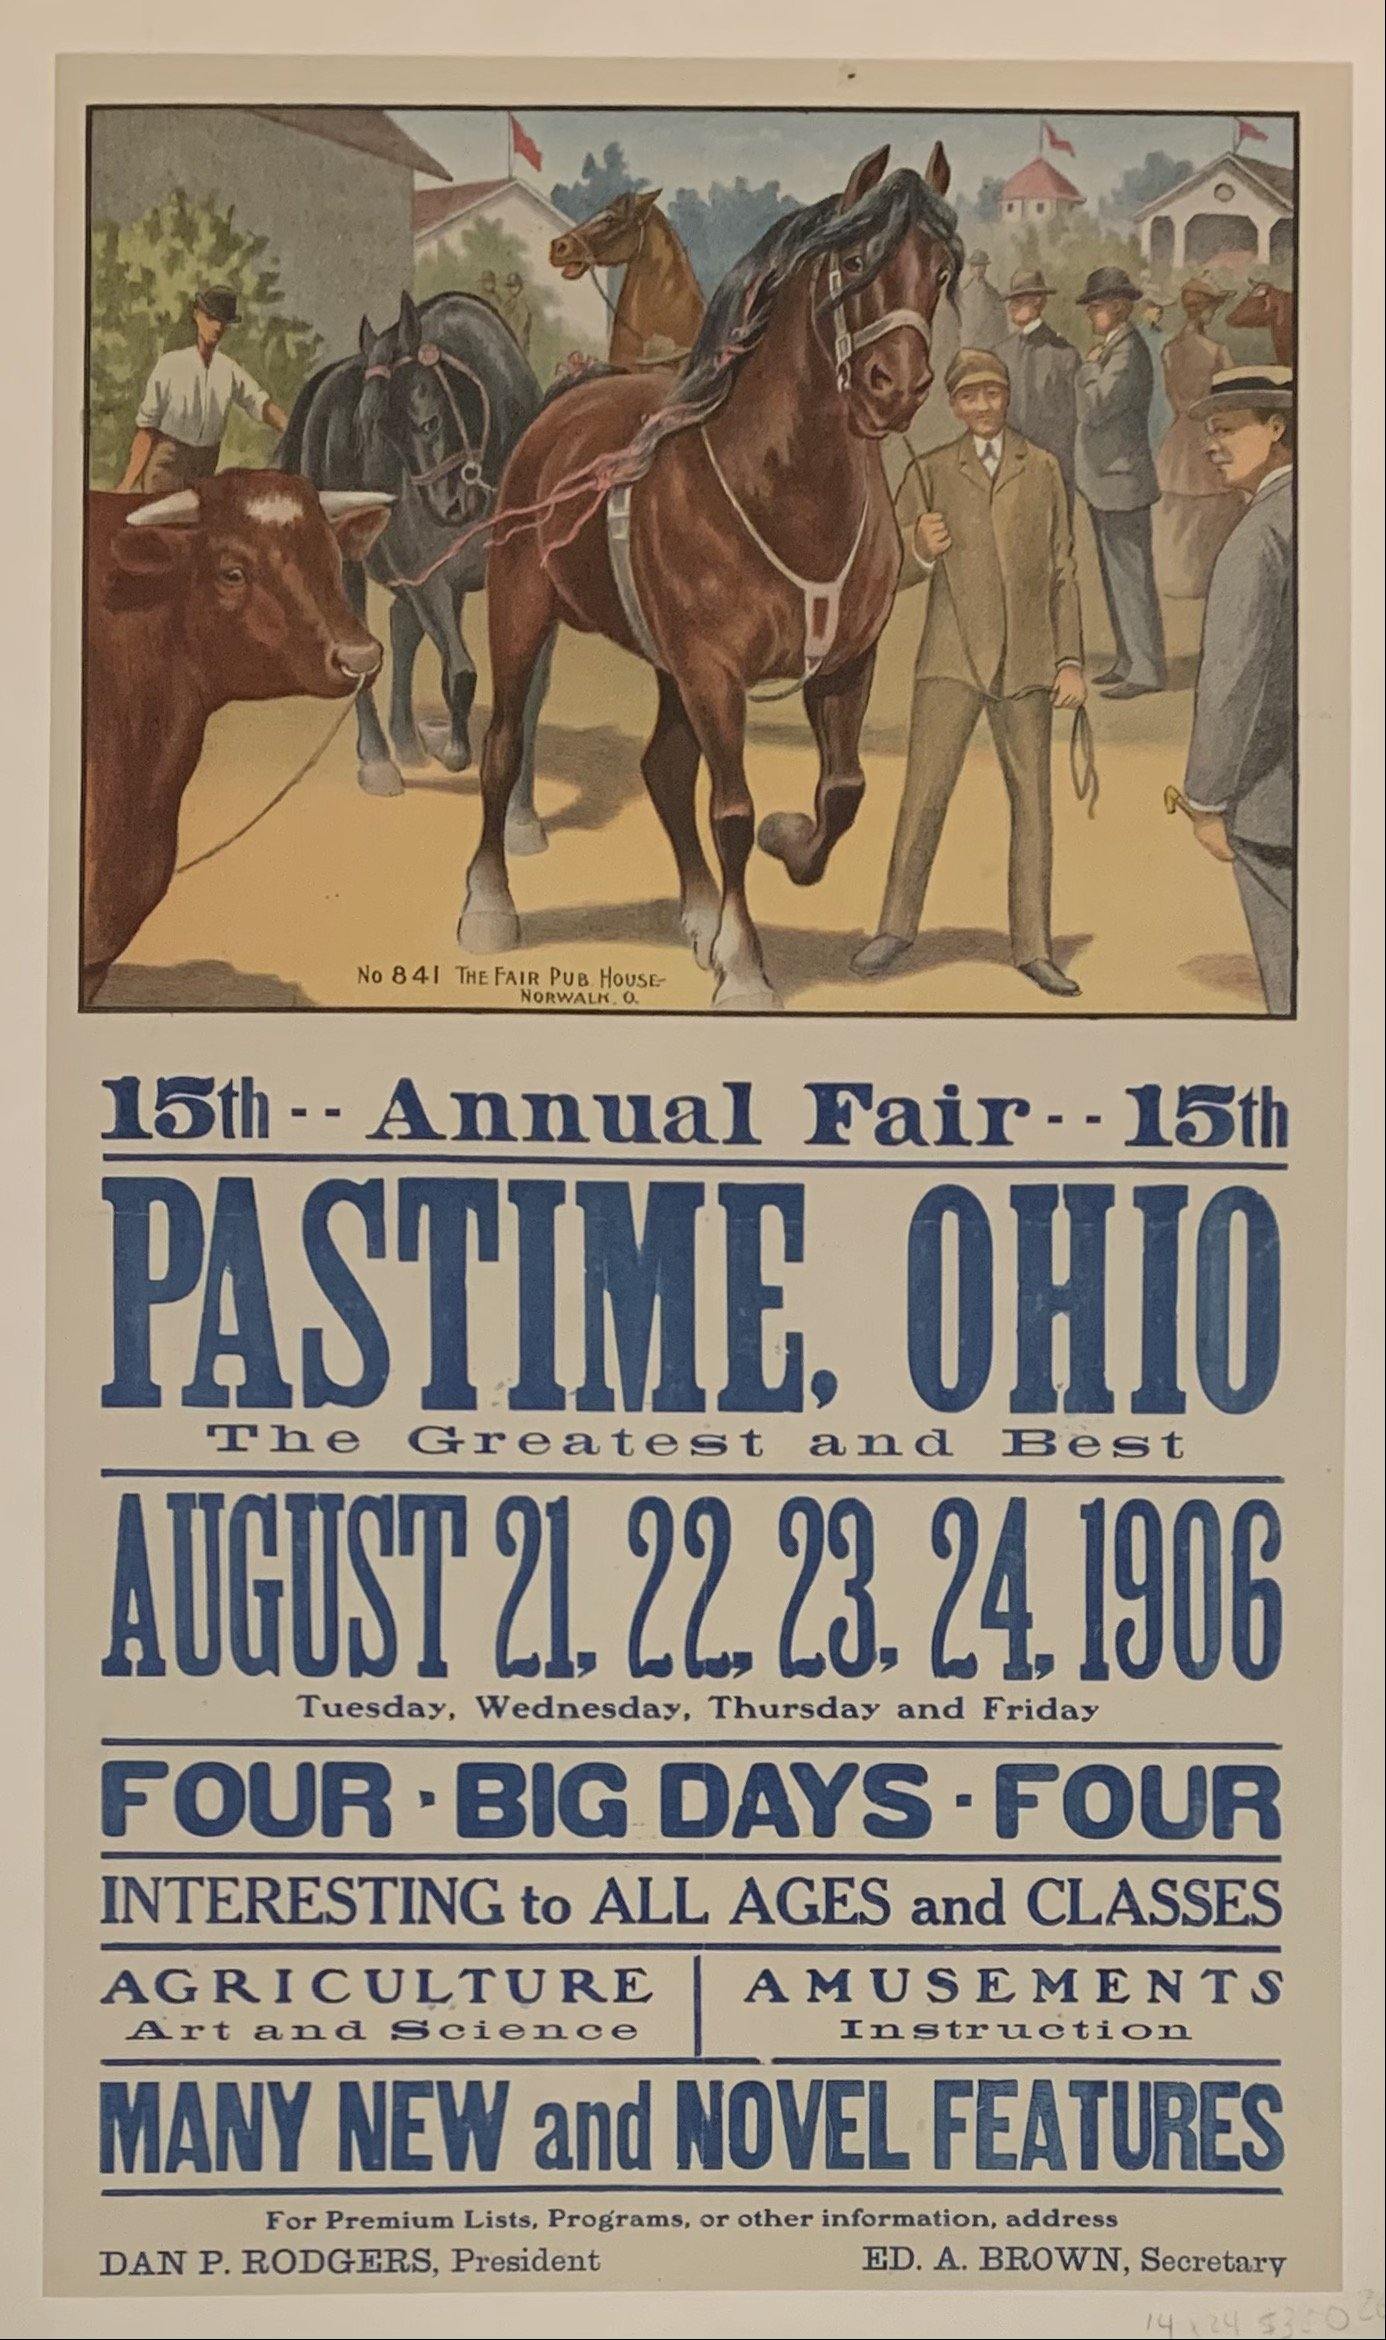 No 841 THE FAIR PUB. HOUSE-
NORWALK, O.
15th -- Annual Fair -- 15th
PASTIME, OHIO
The Greatest and Best
AUGUST 21, 22, 23, 24, 1906
Tuesday, Wednesday, Thursday and Friday
FOUR · BIG DAYS · FOUR
INTERESTING to ALL AGES and CLASSES
AGRICULTURE | AMUSEMENTS
Art and Science | Instruction
MANY NEW and NOVEL FEATURES
For Premium Lists, Programs, or other information, address
DAN P. RODGERS, President ED. A. BROWN, Secretary
14 x 24